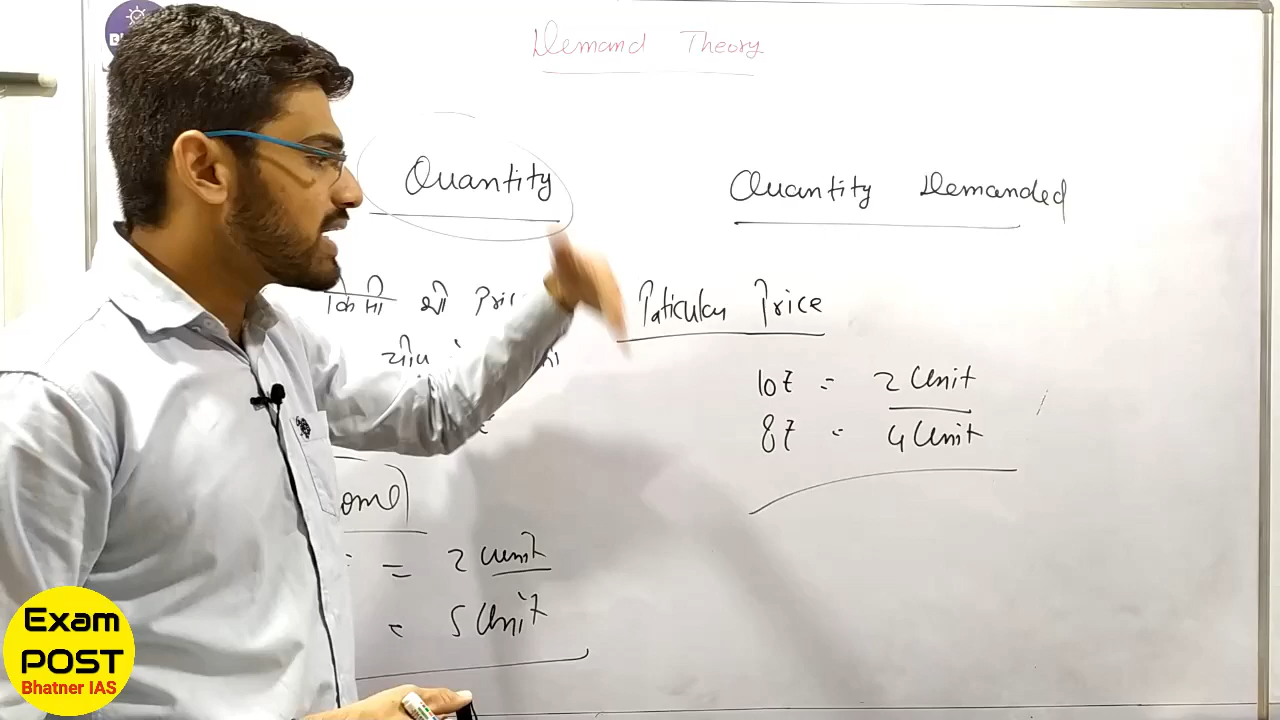 Demand Theory
Quantity
Quantity Demanded
किसी भी
Paticular Price
10₹ = 2 Unit
8₹ = 4 Unit
= 2 Unit
= 5 Unit
Exam
POST
Bhatner IAS